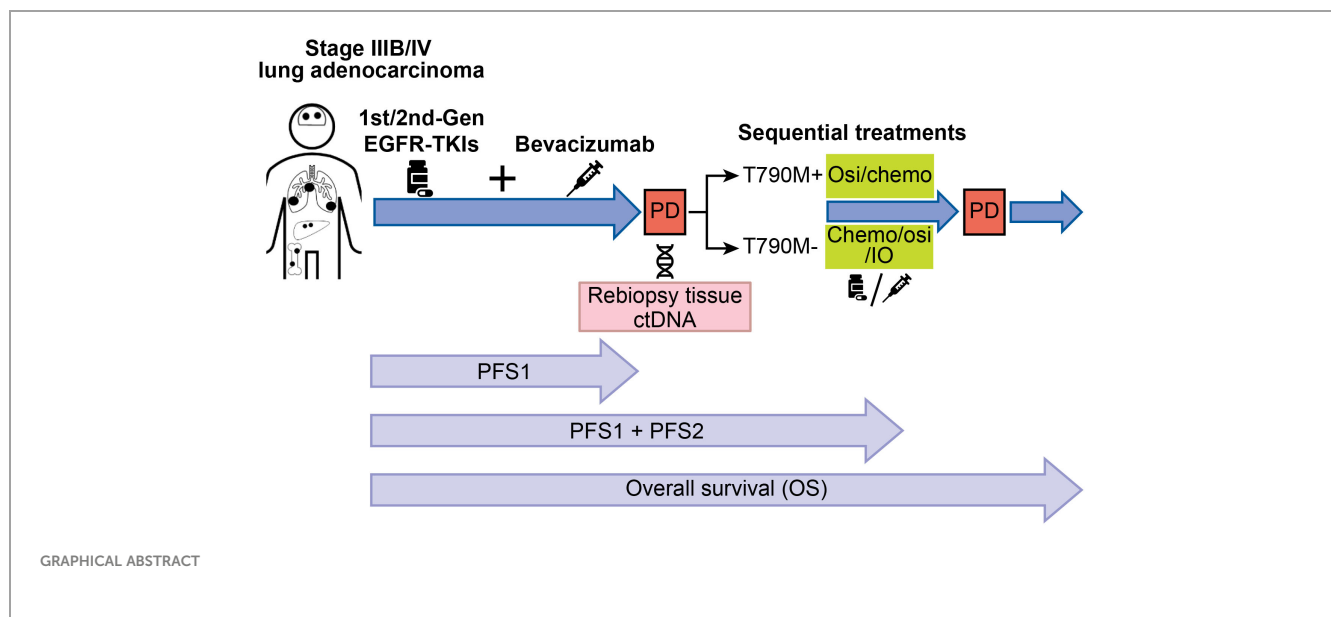 Stage IIIB/IV
lung adenocarcinoma
1st/2nd-Gen
EGFR-TKIs
+
Bevacizumab
PD
Rebiopsy tissue
ctDNA
Sequential treatments
T790M+
Osi/chemo
T790M-
Chemo/osi
/IO
/
PD
PFS1
PFS1 + PFS2
Overall survival (OS)
GRAPHICAL ABSTRACT